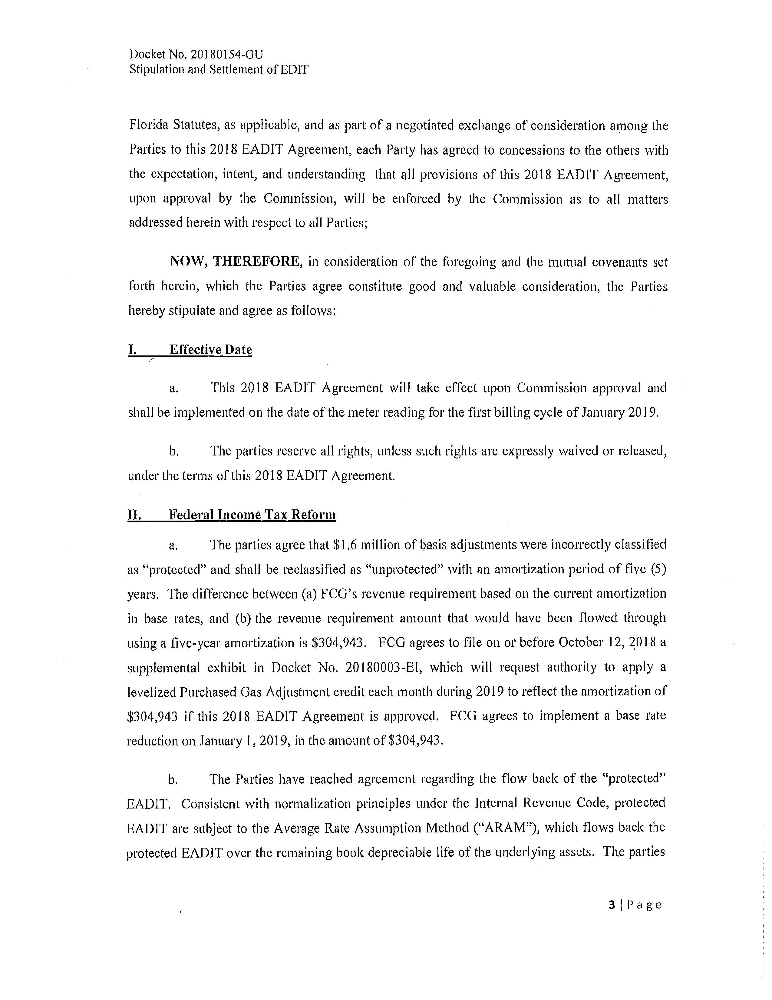 Docket No. 20180154-GU
Stipulation and Settlement of EDIT
Florida Statutes, as applicable, and as part of a negotiated exchange of consideration among the
Parties to this 2018 EADIT Agreement, each Party has agreed to concessions to the others with
the expectation, intent, and understanding that all provisions of this 2018 EADIT Agreement,
upon approval by the Commission, will be enforced by the Commission as to all matters
addressed herein with respect to all Parties;
NOW, THEREFORE, in consideration of the foregoing and the mutual covenants set
forth herein, which the Parties agree constitute good and valuable consideration, the Parties
hereby stipulate and agree as follows:
I. Effective Date
a. This 2018 EADIT Agreement will take effect upon Commission approval and
shall be implemented on the date of the meter reading for the first billing cycle of January 2019.
b. The parties reserve all rights, unless such rights are expressly waived or released,
under the terms of this 2018 EADIT Agreement.
II. Federal Income Tax Reform
a. The parties agree that $1.6 million of basis adjustments were incorrectly classified
as “protected” and shall be reclassified as “unprotected” with an amortization period of five (5)
years. The difference between (a) FCG’s revenue requirement based on the current amortization
in base rates, and (b) the revenue requirement amount that would have been flowed through
using a five-year amortization is $304,943. FCG agrees to file on or before October 12, 2018 a
supplemental exhibit in Docket No. 20180003-EI, which will request authority to apply a
levelized Purchased Gas Adjustment credit each month during 2019 to reflect the amortization of
$304,943 if this 2018 EADIT Agreement is approved. FCG agrees to implement a base rate
reduction on January 1, 2019, in the amount of $304,943.
b. The Parties have reached agreement regarding the flow back of the “protected”
EADIT. Consistent with normalization principles under the Internal Revenue Code, protected
EADIT are subject to the Average Rate Assumption Method (“ARAM”), which flows back the
protected EADIT over the remaining book depreciable life of the underlying assets. The parties
3 | Page